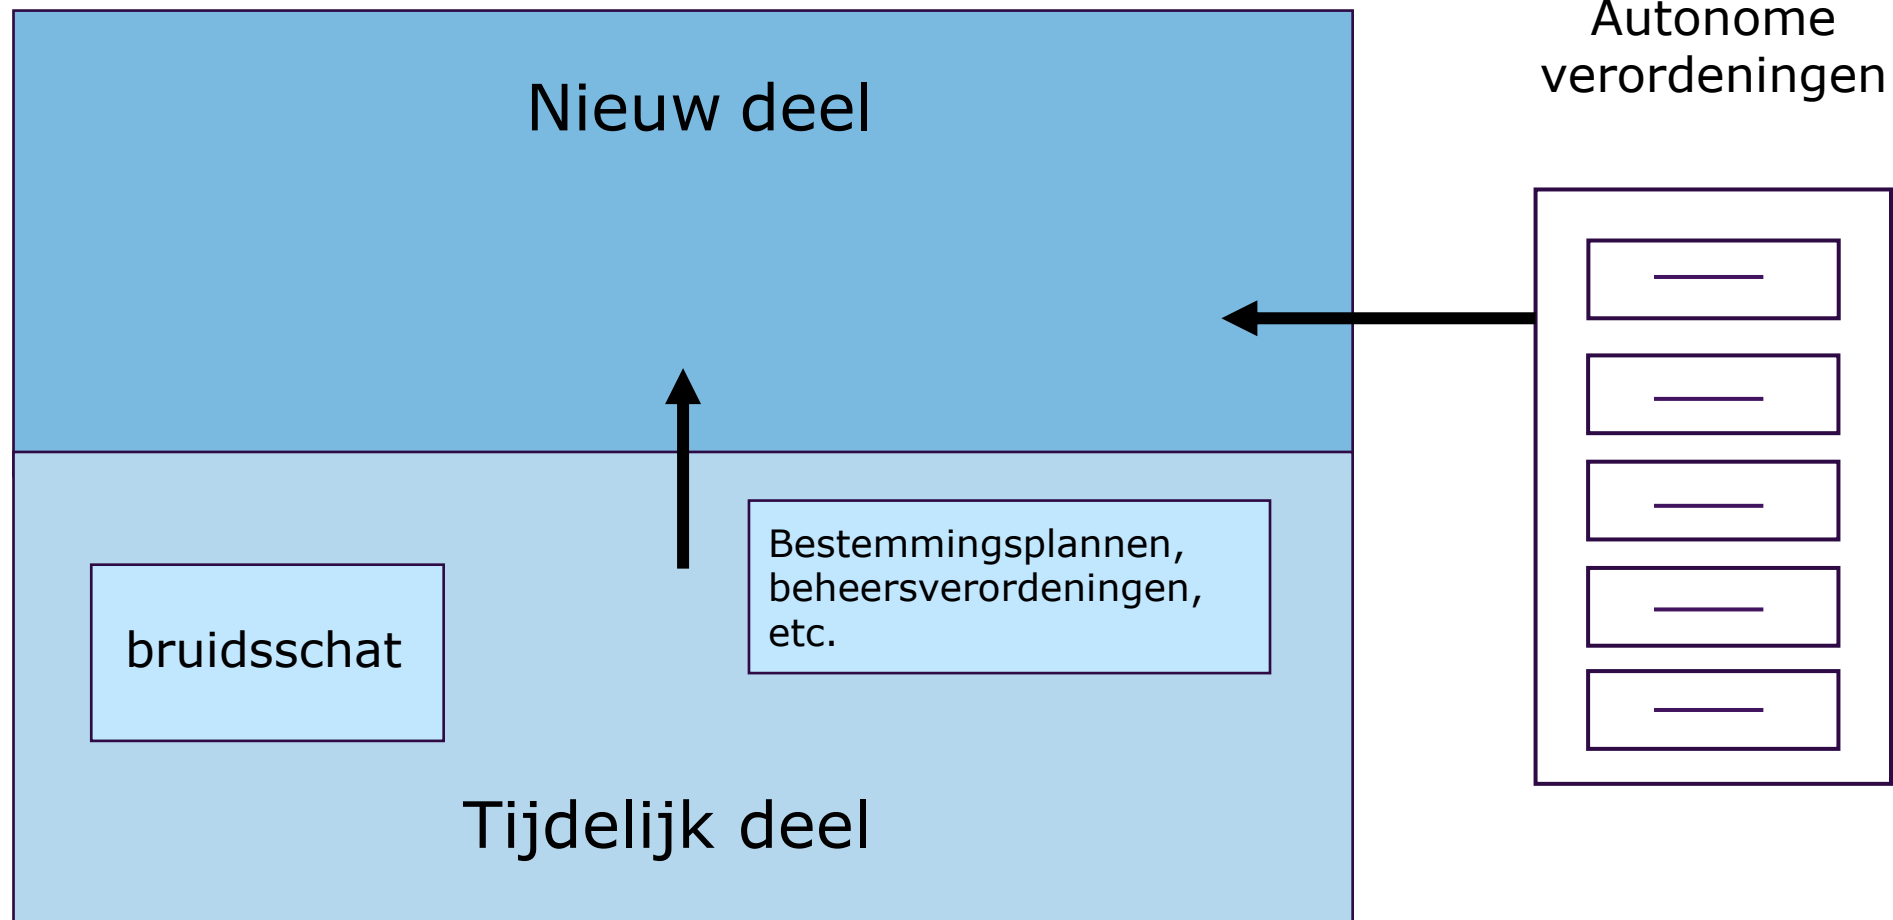 Autonome
verordeningen
Nieuw deel
Bestemmingsplannen,
beheersverordeningen,
etc.
bruidsschat
Tijdelijk deel